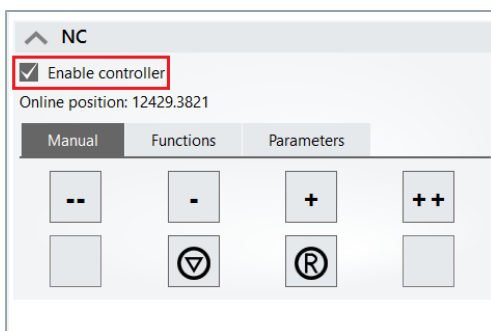 NC
Enable controller
Online position: 12429.3821
Manual Functions Parameters
-- - + ++
R